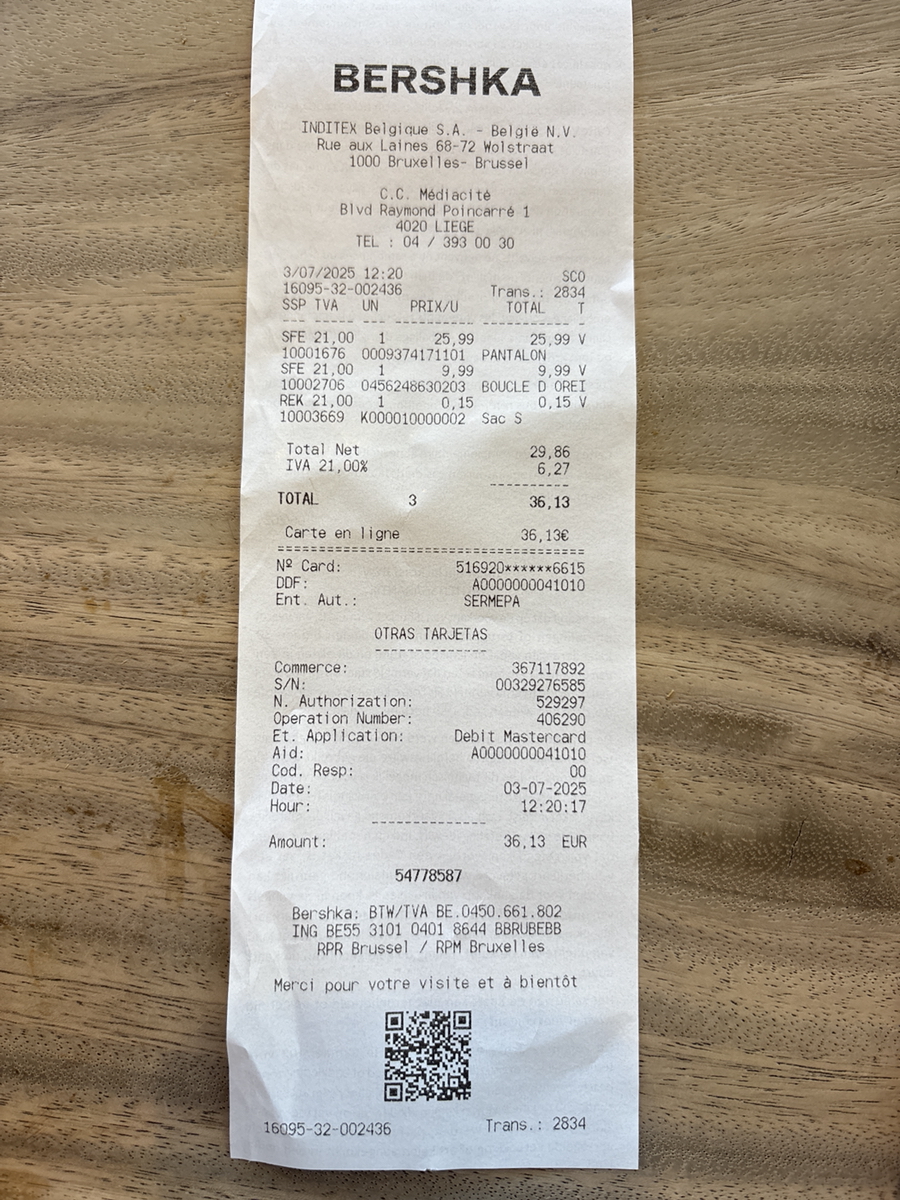 BERSHKA
INDITEX Belgique S.A. - België N.V.
Rue aux Laines 68-72 Wolstraat
1000 Bruxelles- Brussel
C.C. Médiacité
Blvd Raymond Poincarré 1
4020 LIEGE
TEL : 04 / 393 00 30
3/07/2025 12:20 SCO
16095-32-002436 Trans.: 2834
SSP TVA UN PRIX/U TOTAL T
--- ----- --- -------- --------- -
SFE 21,00 1 25,99 25,99 V
10001676 0009374171101 PANTALON
SFE 21,00 1 9,99 9,99 V
10002706 0456248630203 BOUCLE D OREI
REK 21,00 1 0,15 0,15 V
10003669 K000010000002 Sac S
Total Net 29,86
IVA 21,00% 6,27
----------
TOTAL 3 36,13
Carte en ligne 36,13€
========================================
Nº Card: 516920******6615
DDF: A0000000041010
Ent. Aut.: SERMEPA
OTRAS TARJETAS
--------------
Commerce: 367117892
S/N: 00329276585
N. Authorization: 529297
Operation Number: 406290
Et. Application: Debit Mastercard
Aid: A0000000041010
Cod. Resp: 00
Date: 03-07-2025
Hour: 12:20:17
--------------
Amount: 36,13 EUR
54778587
Bershka: BTW/TVA BE.0450.661.802
ING BE55 3101 0401 8644 BBRUBEBB
RPR Brussel / RPM Bruxelles
Merci pour votre visite et à bientôt
16095-32-002436 Trans.: 2834